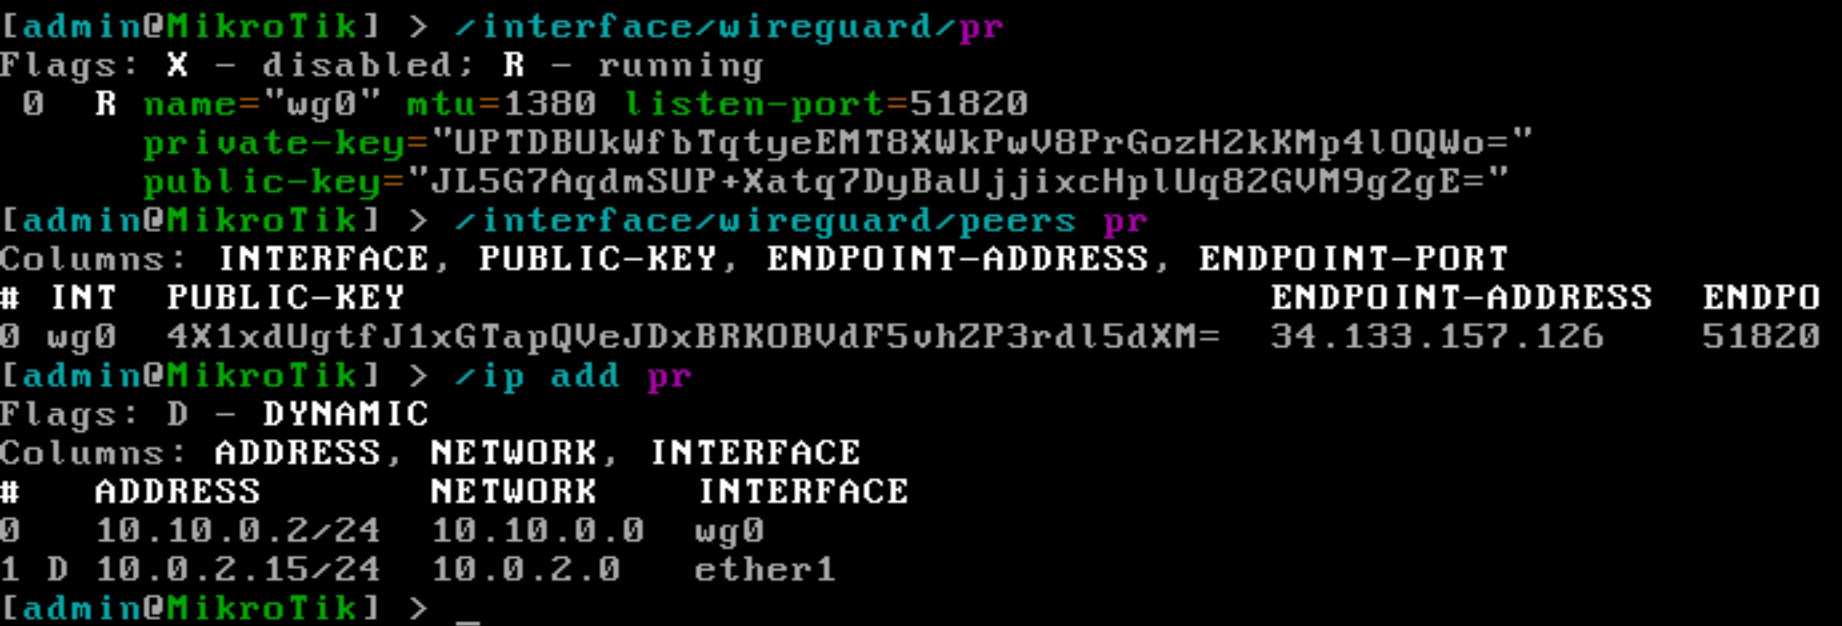 [admin@MikroTik] > /interface/wireguard/pr
Flags: X - disabled; R - running
 0   R name="wg0" mtu=1380 listen-port=51820
       private-key="UPTDBUkWfbTqtyeEMT8XWkPwV8PrGozH2kKMp4lOQWo="
       public-key="JL5G7AqdmSUP+Xatq7DyBaUjjixcHplUq82GVM9g2gE="
[admin@MikroTik] > /interface/wireguard/peers pr
Columns: INTERFACE, PUBLIC-KEY, ENDPOINT-ADDRESS, ENDPOINT-PORT
# INT  PUBLIC-KEY                                    ENDPOINT-ADDRESS  ENDPO
0 wg0  4X1xdUgtfJ1xGTapQVeJDxBRKOBVdF5vhZP3rdl5dXM=  34.133.157.126    51820
[admin@MikroTik] > /ip add pr
Flags: D - DYNAMIC
Columns: ADDRESS, NETWORK, INTERFACE
#   ADDRESS       NETWORK    INTERFACE
0   10.10.0.2/24  10.10.0.0  wg0
1 D 10.0.2.15/24  10.0.2.0   ether1
[admin@MikroTik] > _